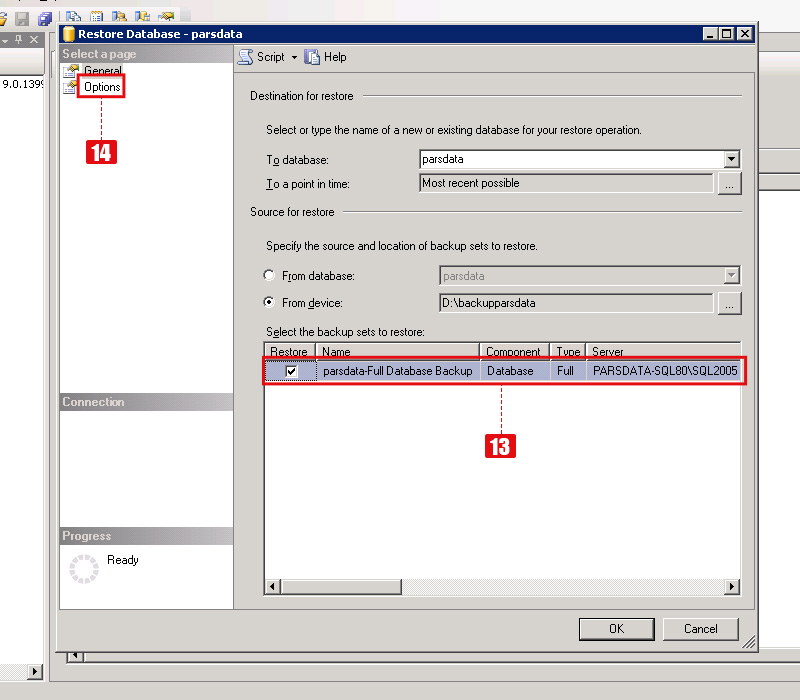 Restore Database - parsdata
Select a page
General
Options
14
9.0.1399
Script
Help
Destination for restore
Select or type the name of a new or existing database for your restore operation.
To database:
parsdata
To a point in time:
Most recent possible
...
Source for restore
Specify the source and location of backup sets to restore.
From database:
parsdata
From device:
D:\backupparsdata
...
Select the backup sets to restore:
Restore Name Component Type Server
parsdata-Full Database Backup Database Full PARSDATA-SQL80\SQL2005
13
Connection
Progress
Ready
OK
Cancel